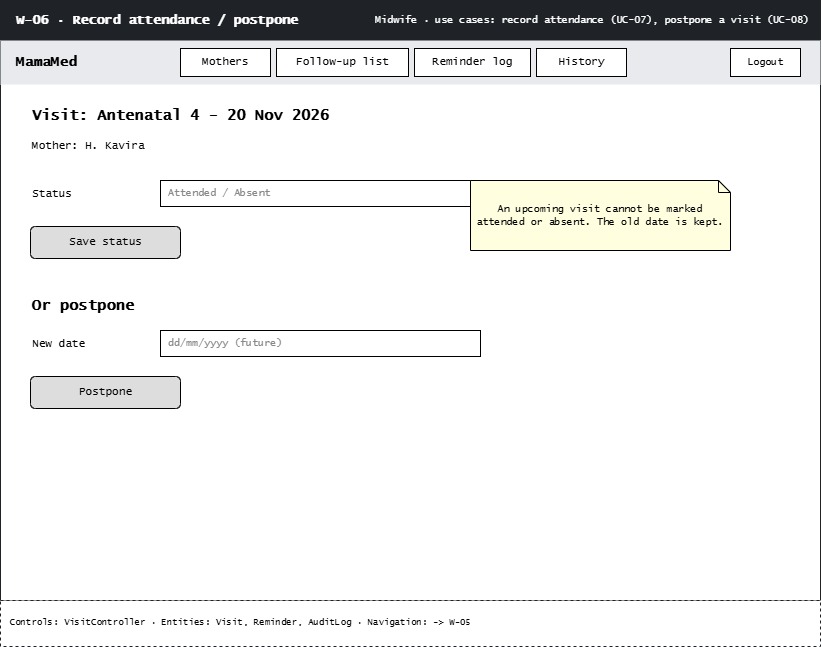 W-06 · Record attendance / postpone
Midwife · use cases: record attendance (UC-07), postpone a visit (UC-08)
MamaMed
Mothers
Follow-up list
Reminder log
History
Logout
Visit: Antenatal 4 – 20 Nov 2026
Mother: H. Kavira
Status
Attended / Absent
An upcoming visit cannot be marked
attended or absent. The old date is kept.
Save status
Or postpone
New date
dd/mm/yyyy (future)
Postpone
Controls: VisitController · Entities: Visit, Reminder, AuditLog · Navigation: -> W-05